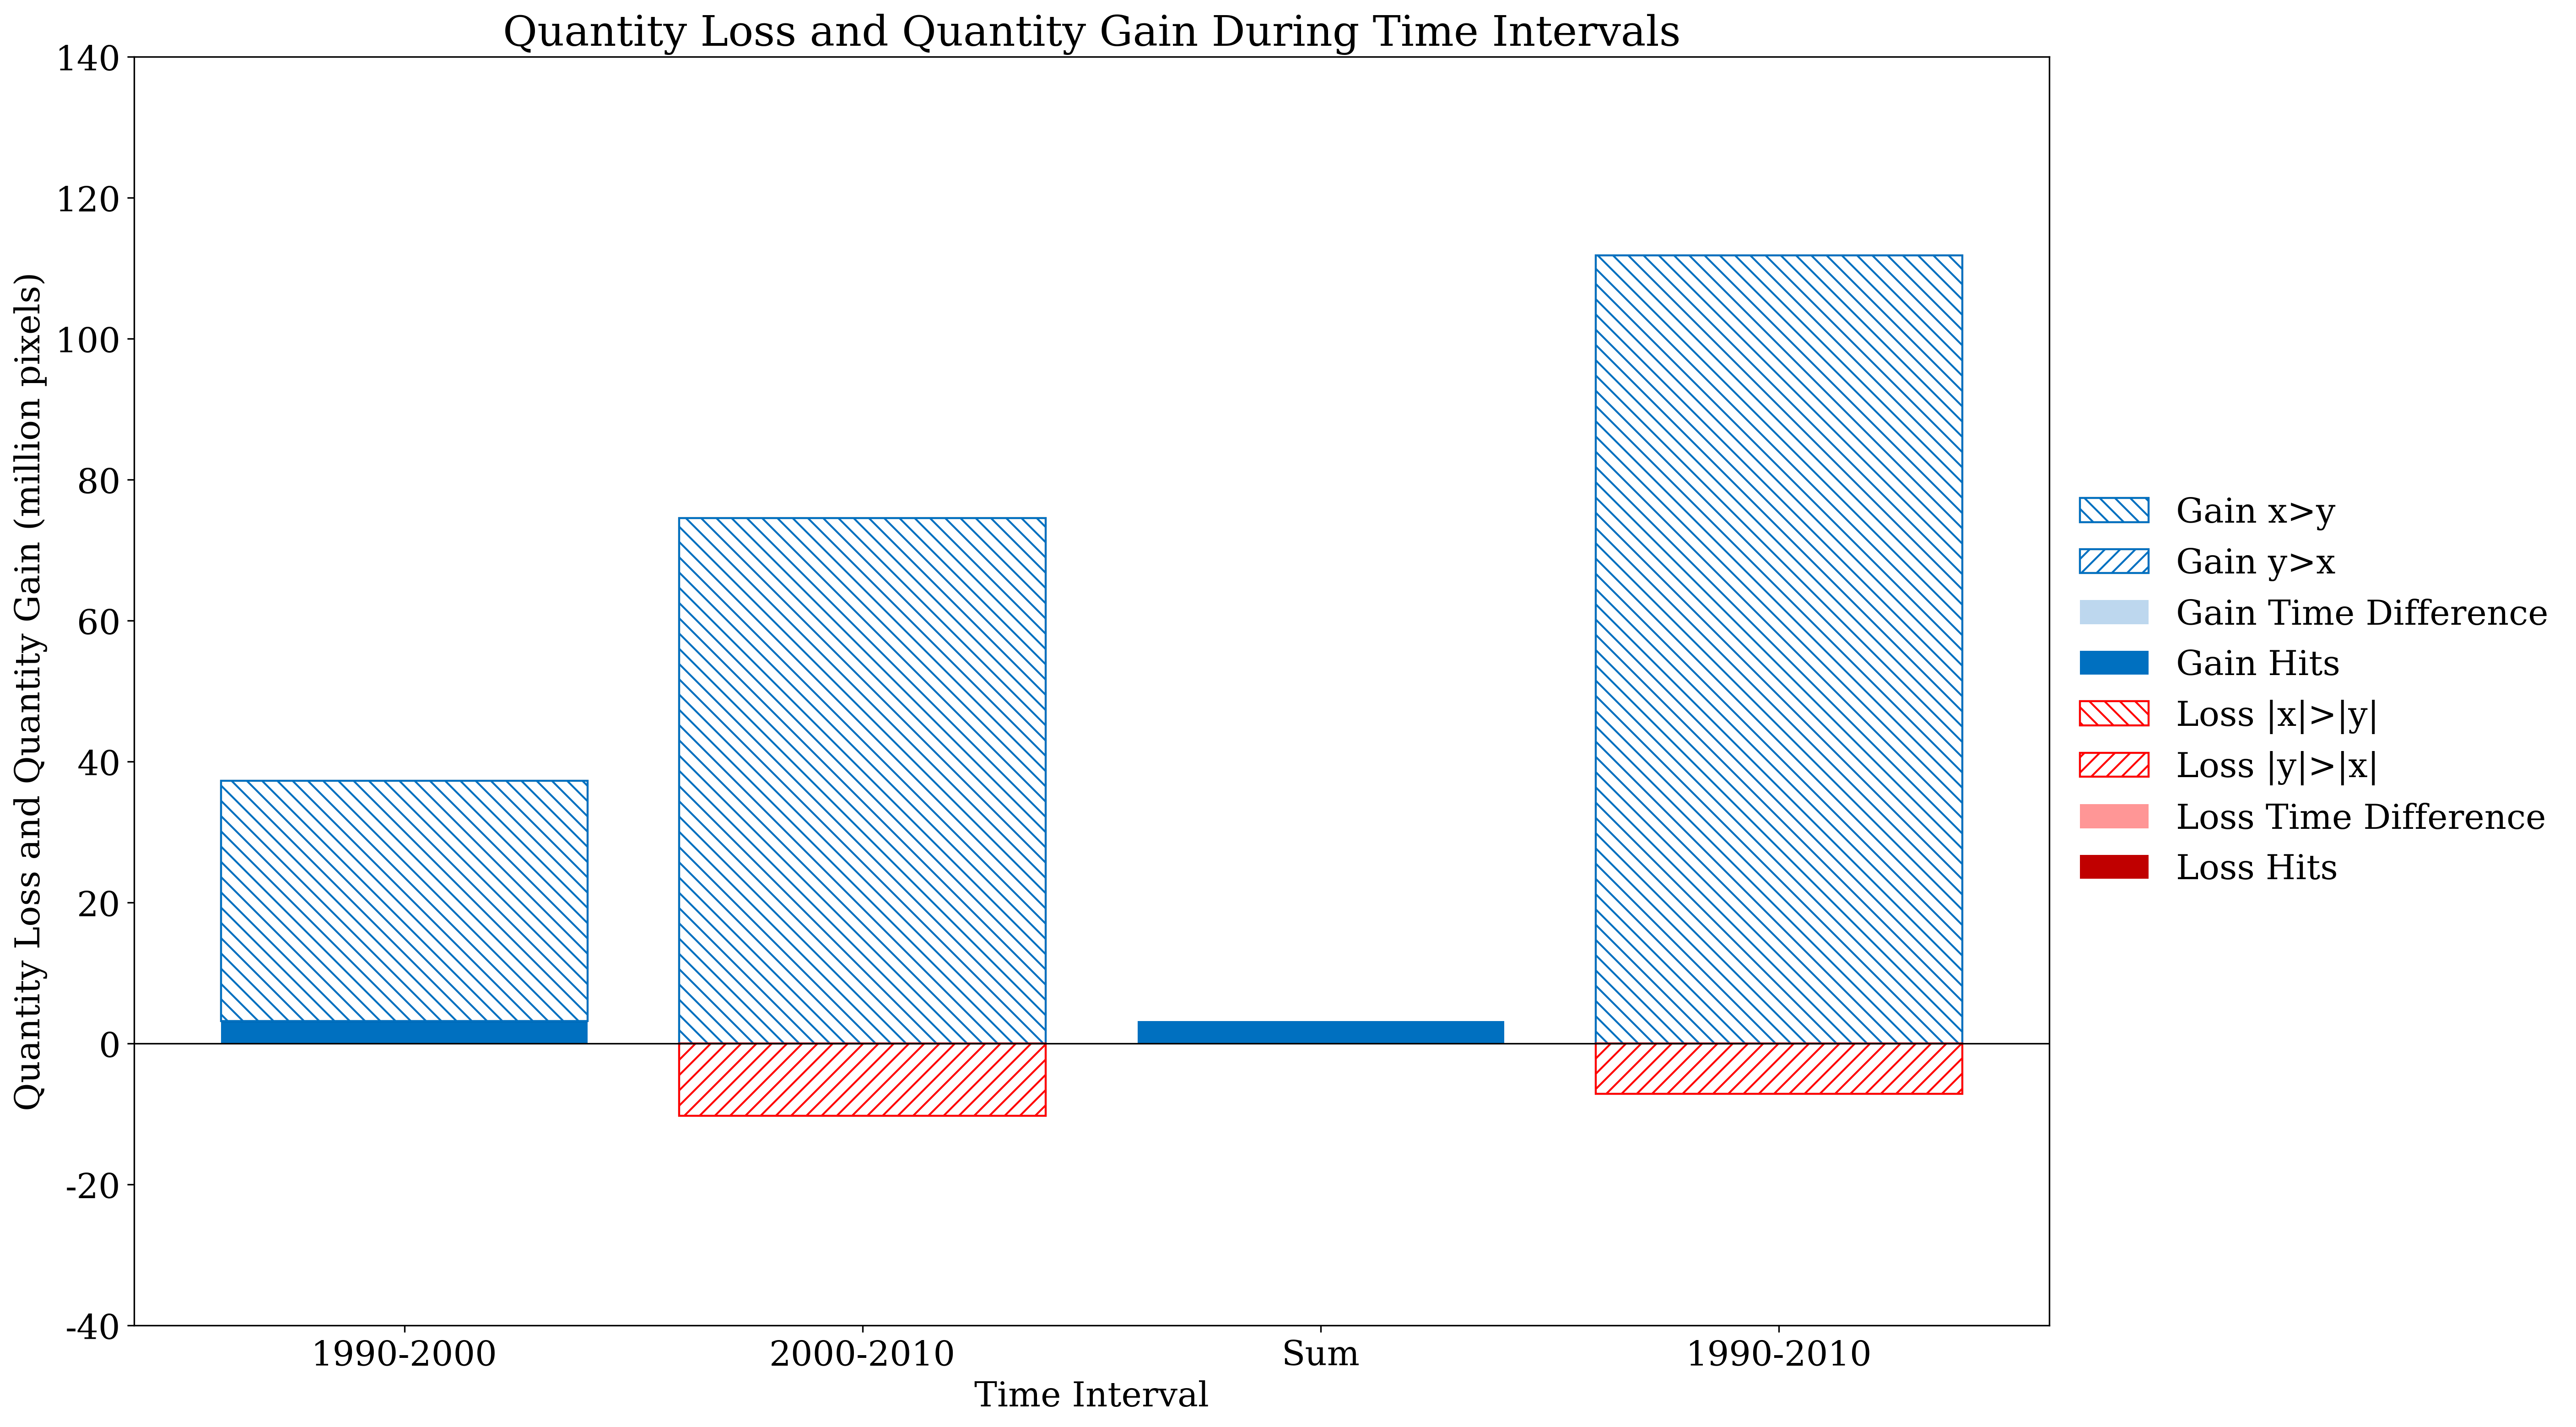 Quantity Loss and Quantity Gain During Time Intervals
Quantity Loss and Quantity Gain (million pixels)
140
120
100
80
60
40
20
0
-20
-40
1990-2000
2000-2010
Sum
1990-2010
Time Interval
Gain x>y
Gain y>x
Gain Time Difference
Gain Hits
Loss |x|>|y|
Loss |y|>|x|
Loss Time Difference
Loss Hits